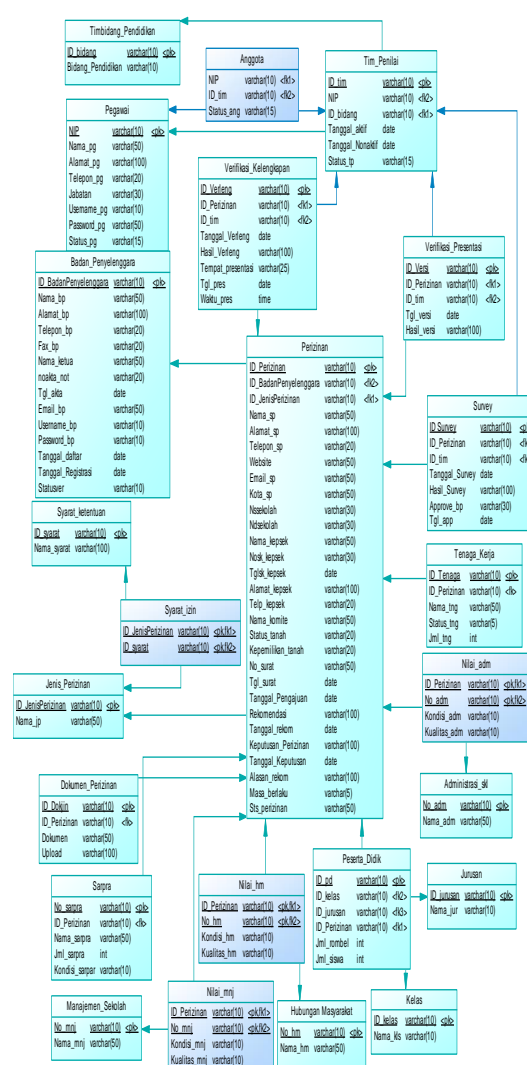 Timbidang_Pendidikan
ID_bidang varchar(10) <pk>
Bidang_Pendidikan varchar(10)
Anggota
NIP varchar(10) <fk1>
ID_tim varchar(10) <fk2>
Status_ang varchar(15)
Tim_Penilai
ID_tim varchar(10) <pk>
NIP varchar(10) <fk2>
ID_bidang varchar(10) <fk1>
Tanggal_aktif date
Tanggal_Nonaktif date
Status_tp varchar(15)
Pegawai
NIP varchar(10) <pk>
Nama_pg varchar(50)
Alamat_pg varchar(100)
Telepon_pg varchar(20)
Jabatan varchar(30)
Username_pg varchar(10)
Password_pg varchar(50)
Status_pg varchar(15)
Verifikasi_Kelengkapan
ID_Verleng varchar(10) <pk>
ID_Perizinan varchar(10) <fk1>
ID_tim varchar(10) <fk2>
Tanggal_Verleng date
Hasil_Verleng varchar(100)
Tempat_presentasi varchar(25)
Tgl_pres date
Waktu_pres time
Verifikasi_Presentasi
ID_Versi varchar(10) <pk>
ID_Perizinan varchar(10) <fk1>
ID_tim varchar(10) <fk2>
Tgl_versi date
Hasil_versi varchar(100)
Badan_Penyelenggara
ID_BadanPenyelenggara varchar(10) <pk>
Nama_bp varchar(50)
Alamat_bp varchar(100)
Telepon_bp varchar(20)
Fax_bp varchar(20)
Nama_ketua varchar(50)
noakta_not varchar(20)
Tgl_akta date
Email_bp varchar(50)
Username_bp varchar(10)
Password_bp varchar(10)
Tanggal_daftar date
Tanggal_Registrasi date
Statusver varchar(10)
Perizinan
ID_Perizinan varchar(10) <pk>
ID_BadanPenyelenggara varchar(10) <fk2>
ID_JenisPerizinan varchar(10) <fk1>
Nama_sp varchar(50)
Alamat_sp varchar(100)
Telepon_sp varchar(20)
Website varchar(50)
Email_sp varchar(50)
Kota_sp varchar(50)
Nssekolah varchar(30)
Ndsekolah varchar(30)
Nama_kepsek varchar(50)
Nosk_kepsek varchar(30)
Tglsk_kepsek date
Alamat_kepsek varchar(100)
Telp_kepsek varchar(20)
Nama_komite varchar(50)
Status_tanah varchar(20)
Kepemilikan_tanah varchar(20)
No_surat varchar(50)
Tgl_surat date
Tanggal_Pengajuan date
Rekomendasi varchar(100)
Tanggal_rekom date
Keputusan_Perizinan varchar(100)
Tanggal_Keputusan date
Alasan_rekom varchar(100)
Masa_berlaku varchar(5)
Sts_perizinan varchar(50)
Survey
ID_Survey varchar(10)
ID_Perizinan varchar(10)
ID_tim varchar(10)
Tanggal_Survey date
Hasil_Survey varchar(100)
Approve_bp varchar(30)
Tgl_app date
Syarat_ketentuan
ID_syarat varchar(10) <pk>
Nama_syarat varchar(100)
Tenaga_Kerja
ID_Tenaga varchar(10) <pk>
ID_Perizinan varchar(10) <fk>
Nama_tng varchar(50)
Status_tng varchar(5)
Jml_tng int
Syarat_izin
ID_JenisPerizinan varchar(10) <pk,fk1>
ID_syarat varchar(10) <pk,fk2>
Nilai_adm
ID_Perizinan varchar(10) <pk,fk1>
No_adm varchar(10) <pk,fk2>
Kondisi_adm varchar(10)
Kualitas_adm varchar(10)
Jenis_Perizinan
ID_JenisPerizinan varchar(10) <pk>
Nama_jp varchar(50)
Dokumen_Perizinan
ID_Dokjin varchar(10) <pk>
ID_Perizinan varchar(10) <fk>
Dokumen varchar(50)
Upload varchar(100)
Administrasi_skl
No_adm varchar(10) <pk>
Nama_adm varchar(50)
Sarpra
No_sarpra varchar(10) <pk>
ID_Perizinan varchar(10) <fk>
Nama_sarpra varchar(50)
Jml_sarpra int
Kondisi_sarpar varchar(10)
Nilai_hm
ID_Perizinan varchar(10) <pk,fk1>
No_hm varchar(10) <pk,fk2>
Kondisi_hm varchar(10)
Kualitas_hm varchar(10)
Peserta_Didik
ID_pd varchar(10) <pk>
ID_kelas varchar(10) <fk2>
ID_jurusan varchar(10) <fk3>
ID_Perizinan varchar(10) <fk1>
Jml_rombel int
Jml_siswa int
Jurusan
ID_jurusan varchar(10) <pk>
Nama_jur varchar(10)
Manajemen_Sekolah
No_mnj varchar(10) <pk>
Nama_mnj varchar(50)
Nilai_mnj
ID_Perizinan varchar(10) <pk,fk1>
No_mnj varchar(10) <pk,fk2>
Kondisi_mnj varchar(10)
Kualitas_mnj varchar(10)
Hubungan Masyarakat
No_hm varchar(10) <pk>
Nama_hm varchar(50)
Kelas
ID_kelas varchar(10) <pk>
Nama_kls varchar(10)